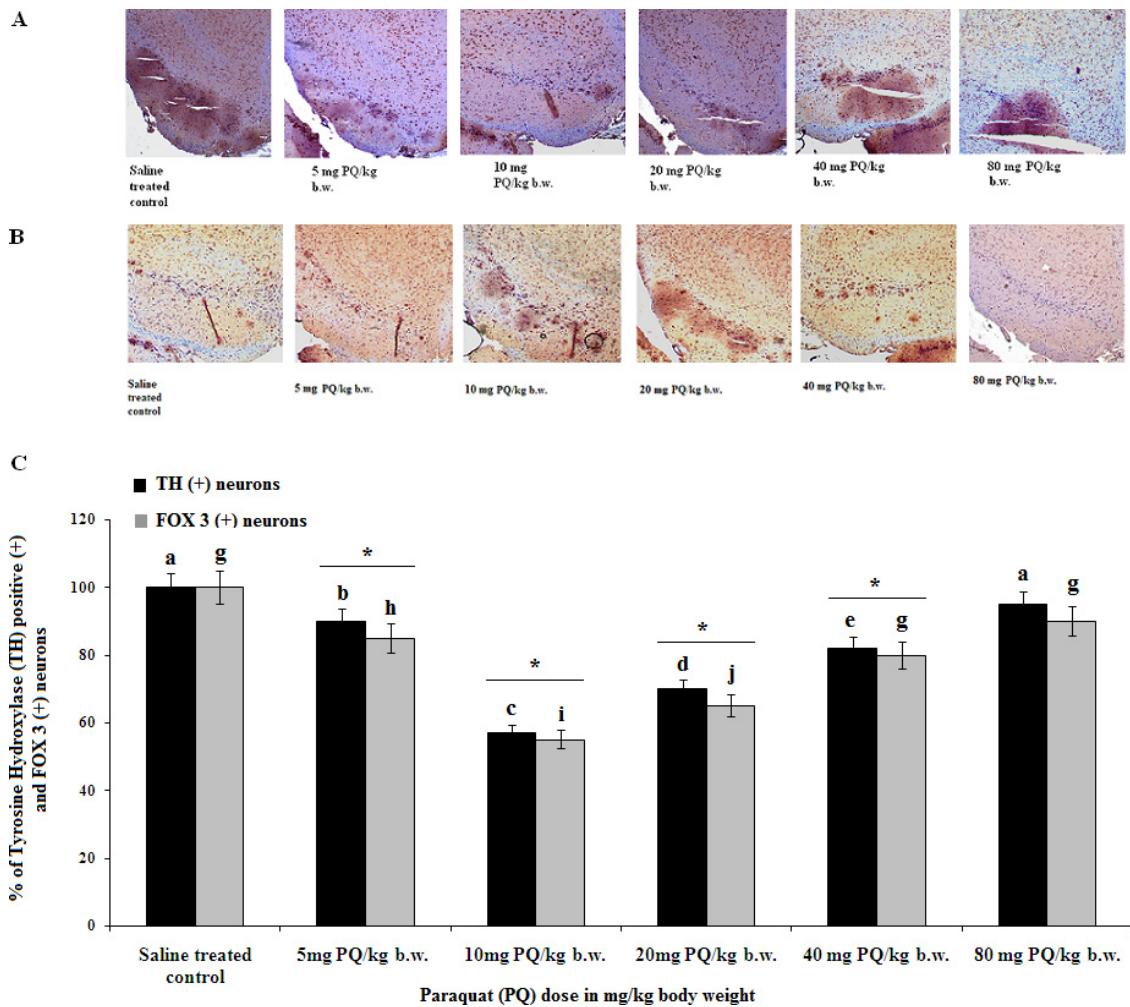 A
Saline
treated
control
5 mg PQ/kg
b.w.
10 mg
PQ/kg b.w.
20 mg PQ/kg
b.w.
40 mg PQ/kg
b.w.
80 mg PQ/kg
b.w.
B
Saline
treated
control
5 mg PQ/kg b.w.
10 mg PQ/kg b.w.
20 mg PQ/kg b.w.
40 mg PQ/kg b.w.
80 mg PQ/kg b.w.
C
TH (+) neurons
FOX 3 (+) neurons
% of Tyrosine Hydroxylase (TH) positive (+)
and FOX 3 (+) neurons
120
100
80
60
40
20
0
a
g
*
b
h
*
c
i
*
d
j
*
e
g
a
g
Saline treated
control
5mg PQ/kg b.w.
10mg PQ/kg b.w.
20mg PQ/kg b.w.
40 mg PQ/kg b.w.
80 mg PQ/kg b.w.
Paraquat (PQ) dose in mg/kg body weight